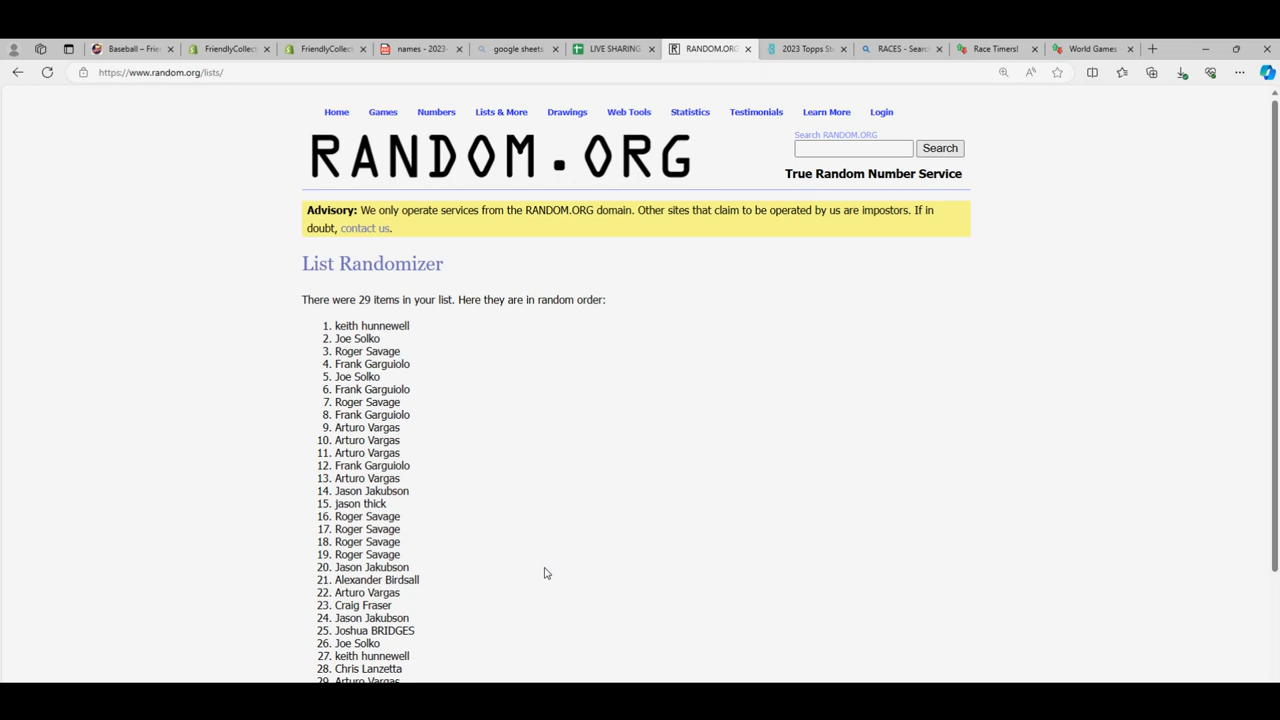 Baseball – Frie
FriendlyCollect
FriendlyCollect
names - 2023-
google sheets
LIVE SHARING
RANDOM.ORG
2023 Topps St
RACES - Searc
Race Timers!
World Games -
https://www.random.org/lists/
Home Games Numbers Lists & More Drawings Web Tools Statistics Testimonials Learn More Login
RANDOM.ORG
Search RANDOM.ORG
Search
True Random Number Service
Advisory: We only operate services from the RANDOM.ORG domain. Other sites that claim to be operated by us are impostors. If in
doubt, contact us.
List Randomizer
There were 29 items in your list. Here they are in random order:
1. keith hunnewell
2. Joe Solko
3. Roger Savage
4. Frank Garguiolo
5. Joe Solko
6. Frank Garguiolo
7. Roger Savage
8. Frank Garguiolo
9. Arturo Vargas
10. Arturo Vargas
11. Arturo Vargas
12. Frank Garguiolo
13. Arturo Vargas
14. Jason Jakubson
15. jason thick
16. Roger Savage
17. Roger Savage
18. Roger Savage
19. Roger Savage
20. Jason Jakubson
21. Alexander Birdsall
22. Arturo Vargas
23. Craig Fraser
24. Jason Jakubson
25. Joshua BRIDGES
26. Joe Solko
27. keith hunnewell
28. Chris Lanzetta
29. Arturo Vargas